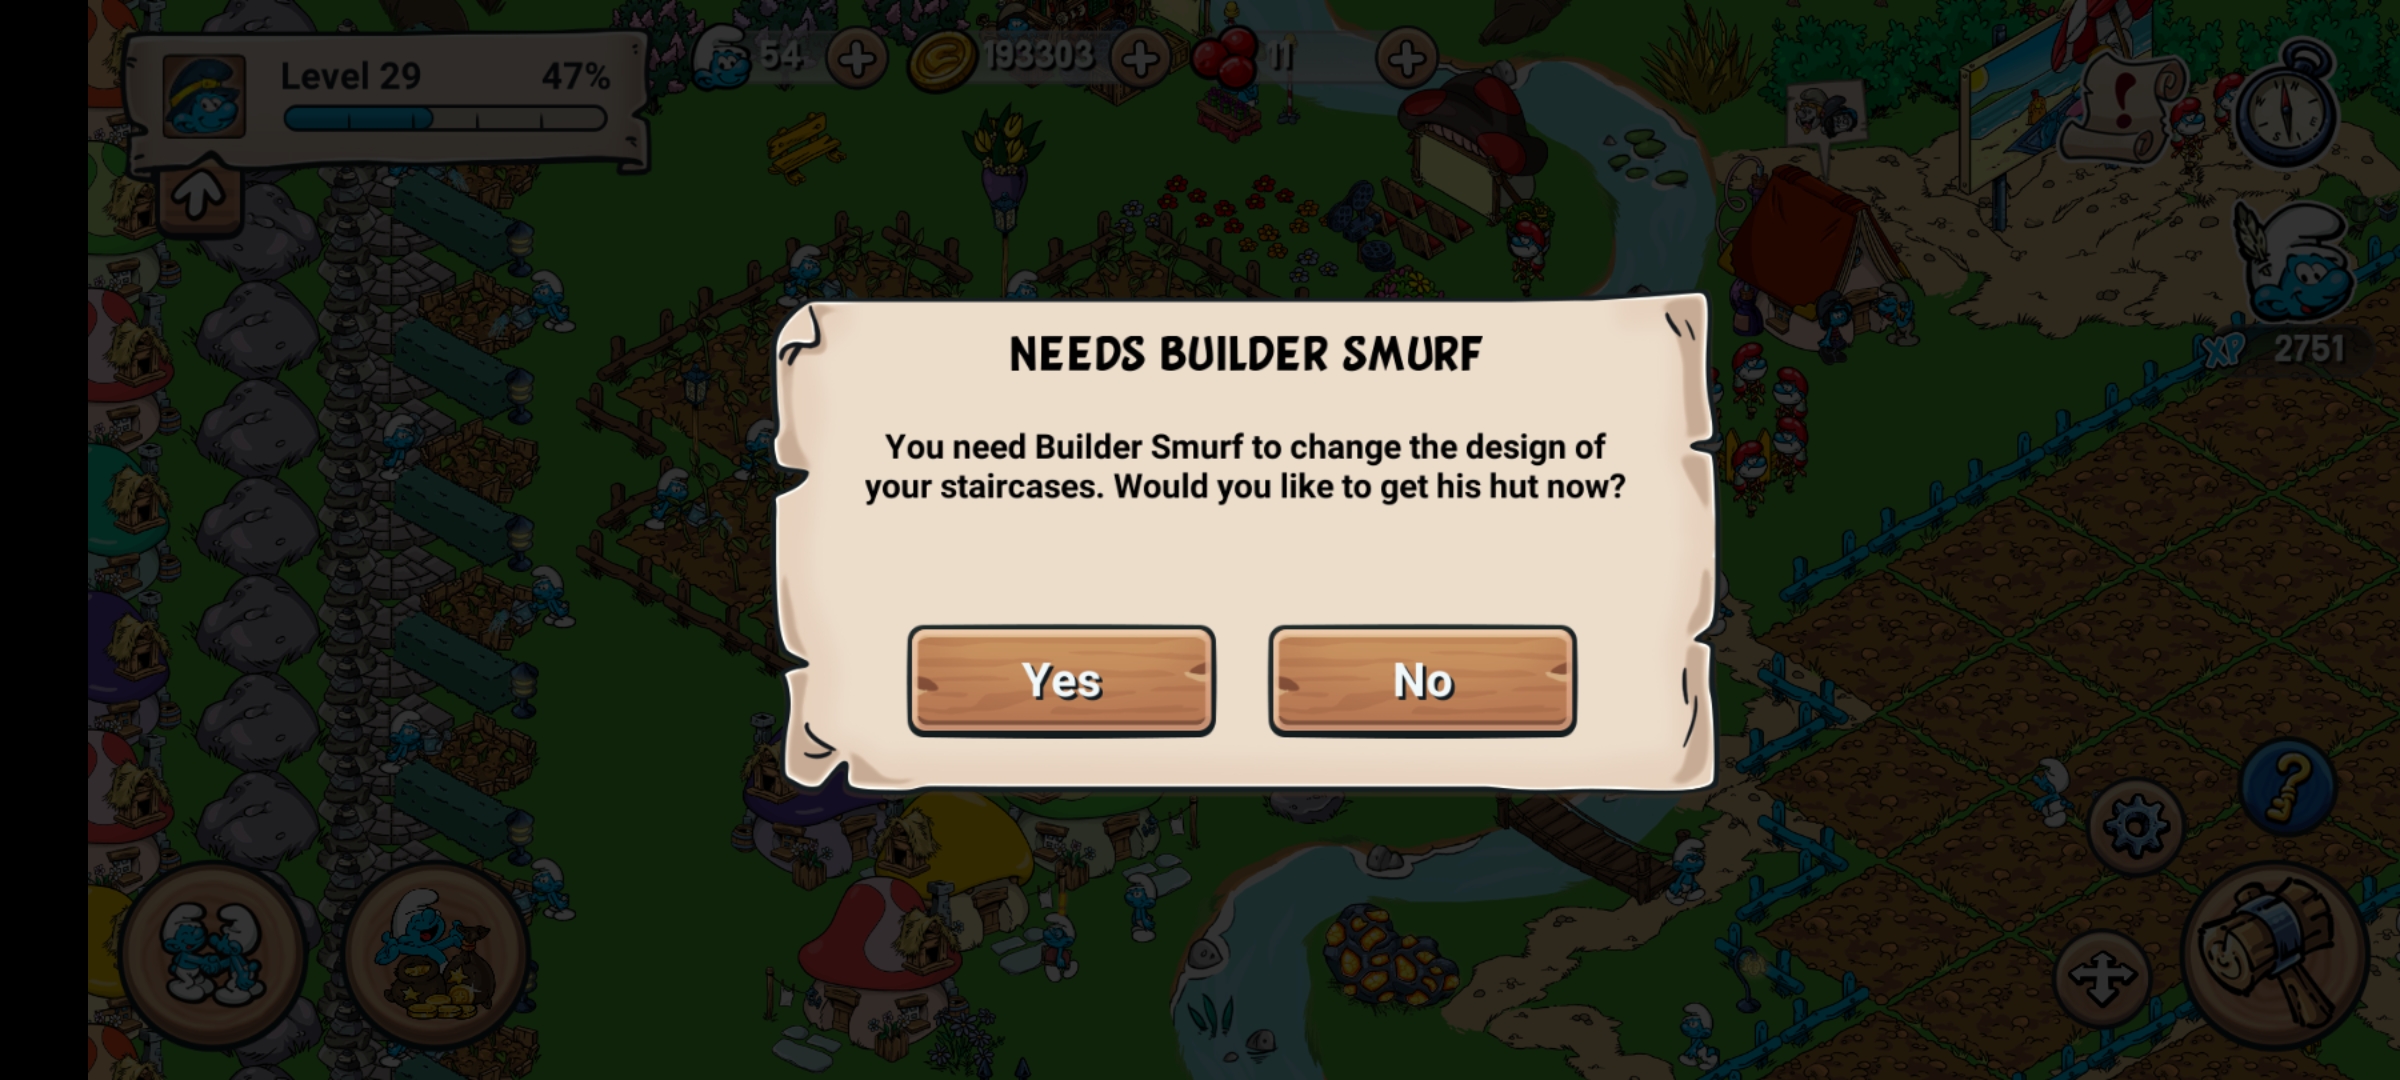 Level 29
47%
54
193303
11
XP 2751
NEEDS BUILDER SMURF
You need Builder Smurf to change the design of
your staircases. Would you like to get his hut now?
Yes
No